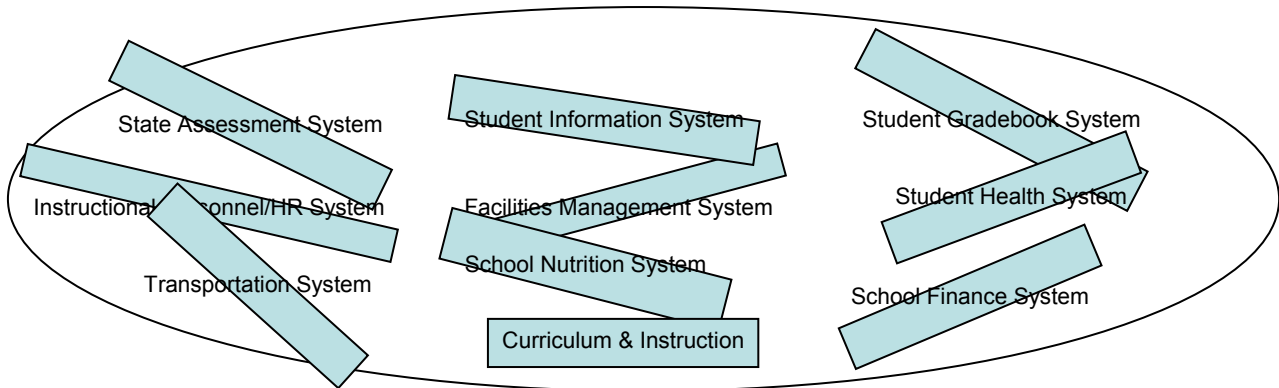 State Assessment System
Student Information System
Student Gradebook System
Instructional Personnel/HR System
Facilities Management System
Student Health System
Transportation System
School Nutrition System
School Finance System
Curriculum & Instruction